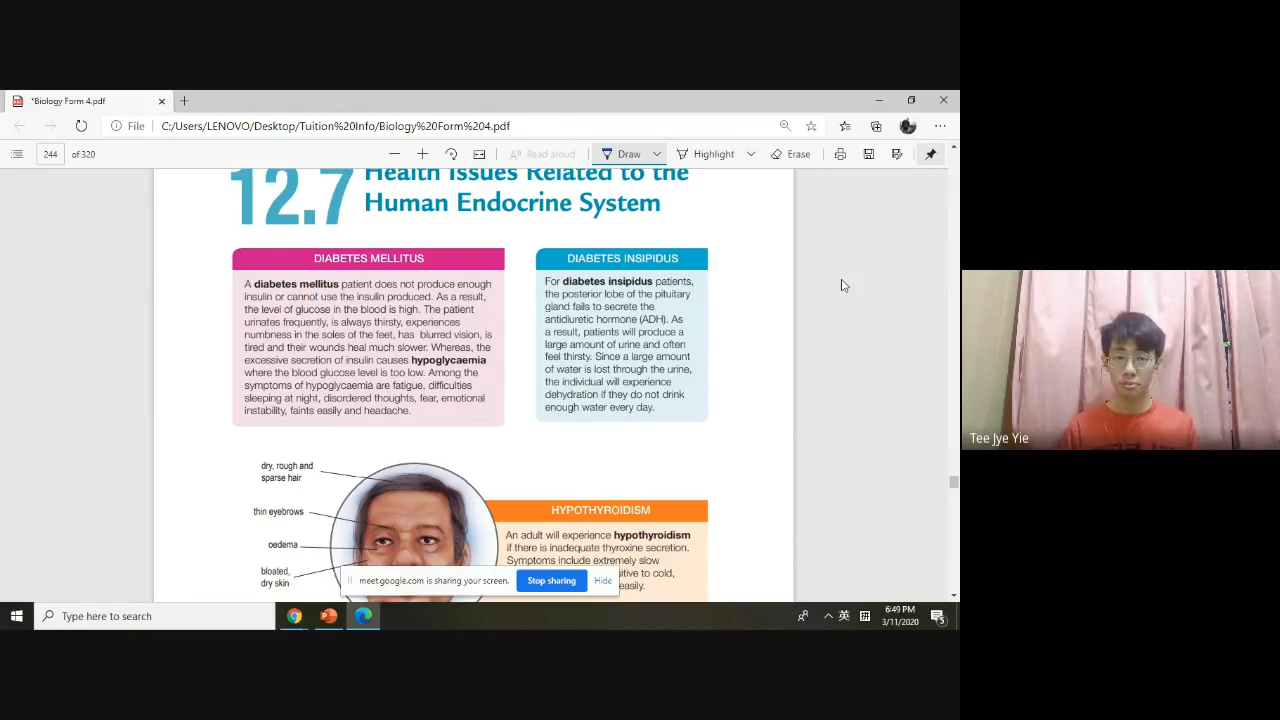 *Biology Form 4.pdf
File
C:/Users/LENOVO/Desktop/Tuition%20Info/Biology%20Form%204.pdf
244 of 320
Read aloud
Draw
Highlight
Erase
12.7
Health Issues Related to the
Human Endocrine System
DIABETES MELLITUS
A diabetes mellitus patient does not produce enough
insulin or cannot use the insulin produced. As a result,
the level of glucose in the blood is high. The patient
urinates frequently, is always thirsty, experiences
numbness in the soles of the feet, has blurred vision, is
tired and their wounds heal much slower. Whereas, the
excessive secretion of insulin causes hypoglycaemia
where the blood glucose level is too low. Among the
symptoms of hypoglycaemia are fatigue, difficulties
sleeping at night, disordered thoughts, fear, emotional
instability, faints easily and headache.
DIABETES INSIPIDUS
For diabetes insipidus patients,
the posterior lobe of the pituitary
gland fails to secrete the
antidiuretic hormone (ADH). As
a result, patients will produce a
large amount of urine and often
feel thirsty. Since a large amount
of water is lost through the urine,
the individual will experience
dehydration if they do not drink
enough water every day.
dry, rough and
sparse hair
thin eyebrows
oedema
bloated,
dry skin
HYPOTHYROIDISM
An adult will experience hypothyroidism
if there is inadequate thyroxine secretion.
Symptoms include extremely slow
sitive to cold,
easily.
meet.google.com is sharing your screen.
Stop sharing
Hide
Type here to search
英
6:49 PM
3/11/2020
5
Tee Jye Yie